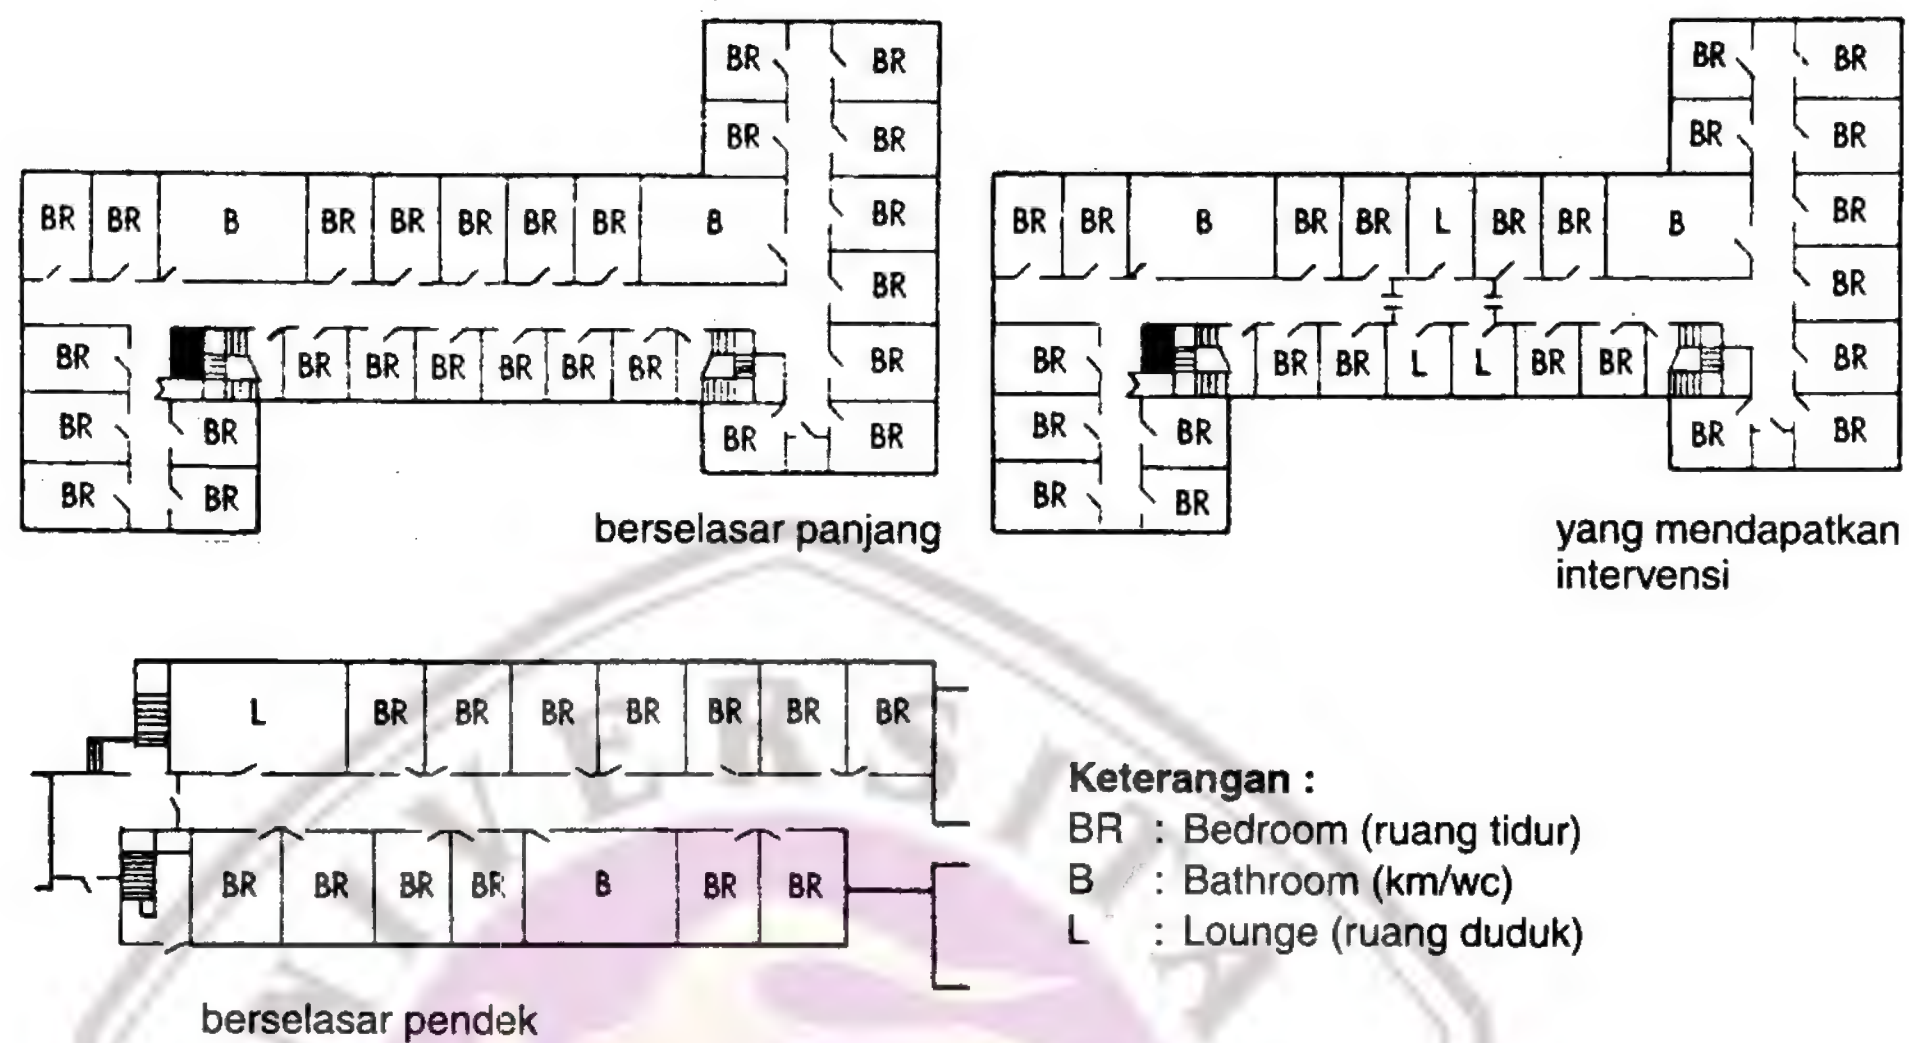 BR BR
BR BR
BR BR B BR BR BR BR BR B BR
BR
BR BR BR BR BR BR BR BR
BR BR BR BR
BR BR
berselasar panjang
BR BR
BR BR
BR BR B BR BR L BR BR B BR
BR
BR BR BR L L BR BR BR
BR BR BR BR
BR BR
yang mendapatkan
intervensi
L BR BR BR BR BR BR BR
BR BR BR BR B BR BR
berselasar pendek
Keterangan :
BR : Bedroom (ruang tidur)
B : Bathroom (km/wc)
L : Lounge (ruang duduk)